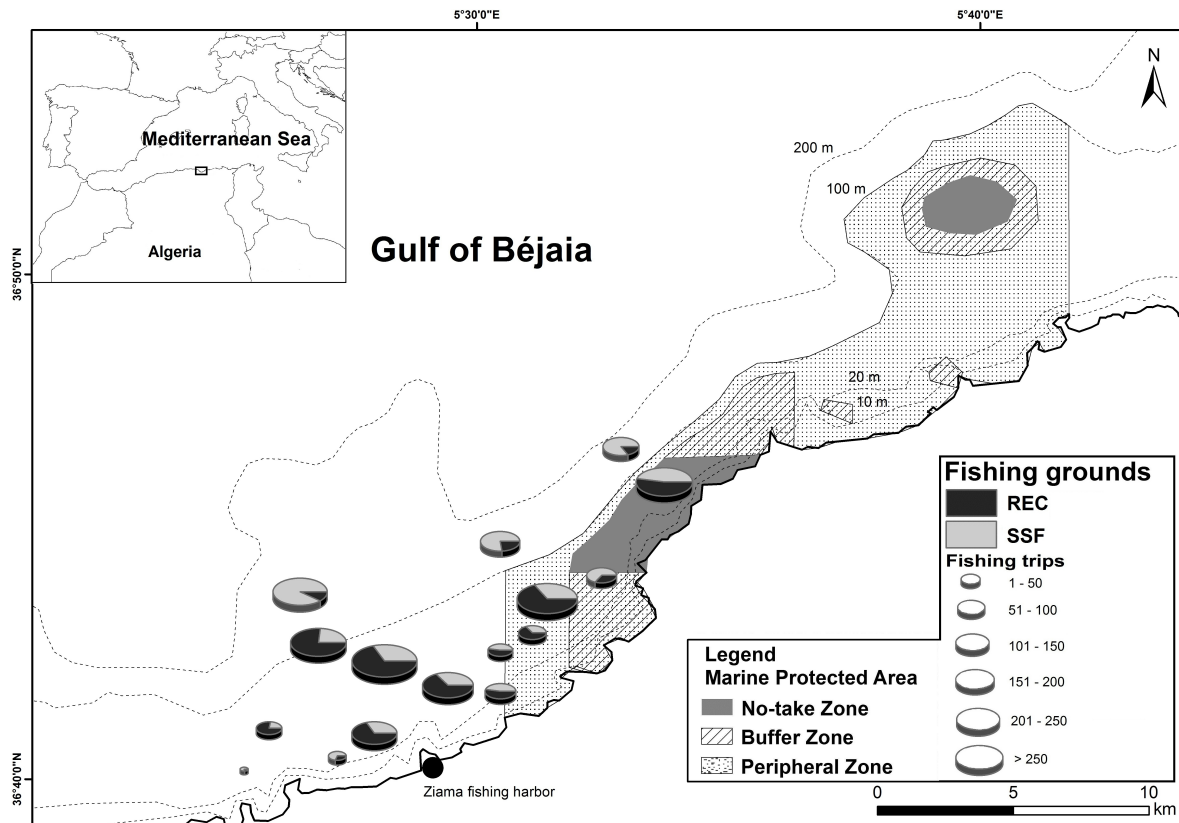 5°30'0"E
5°40'0"E
N
Mediterranean Sea
Algeria
Gulf of Béjaia
200 m
100 m
36°50'0"N
20 m
10 m
Fishing grounds
REC
SSF
Fishing trips
1 - 50
51 - 100
101 - 150
151 - 200
201 - 250
> 250
Legend
Marine Protected Area
No-take Zone
Buffer Zone
Peripheral Zone
36°40'0"N
Ziama fishing harbor
0
5
10
km